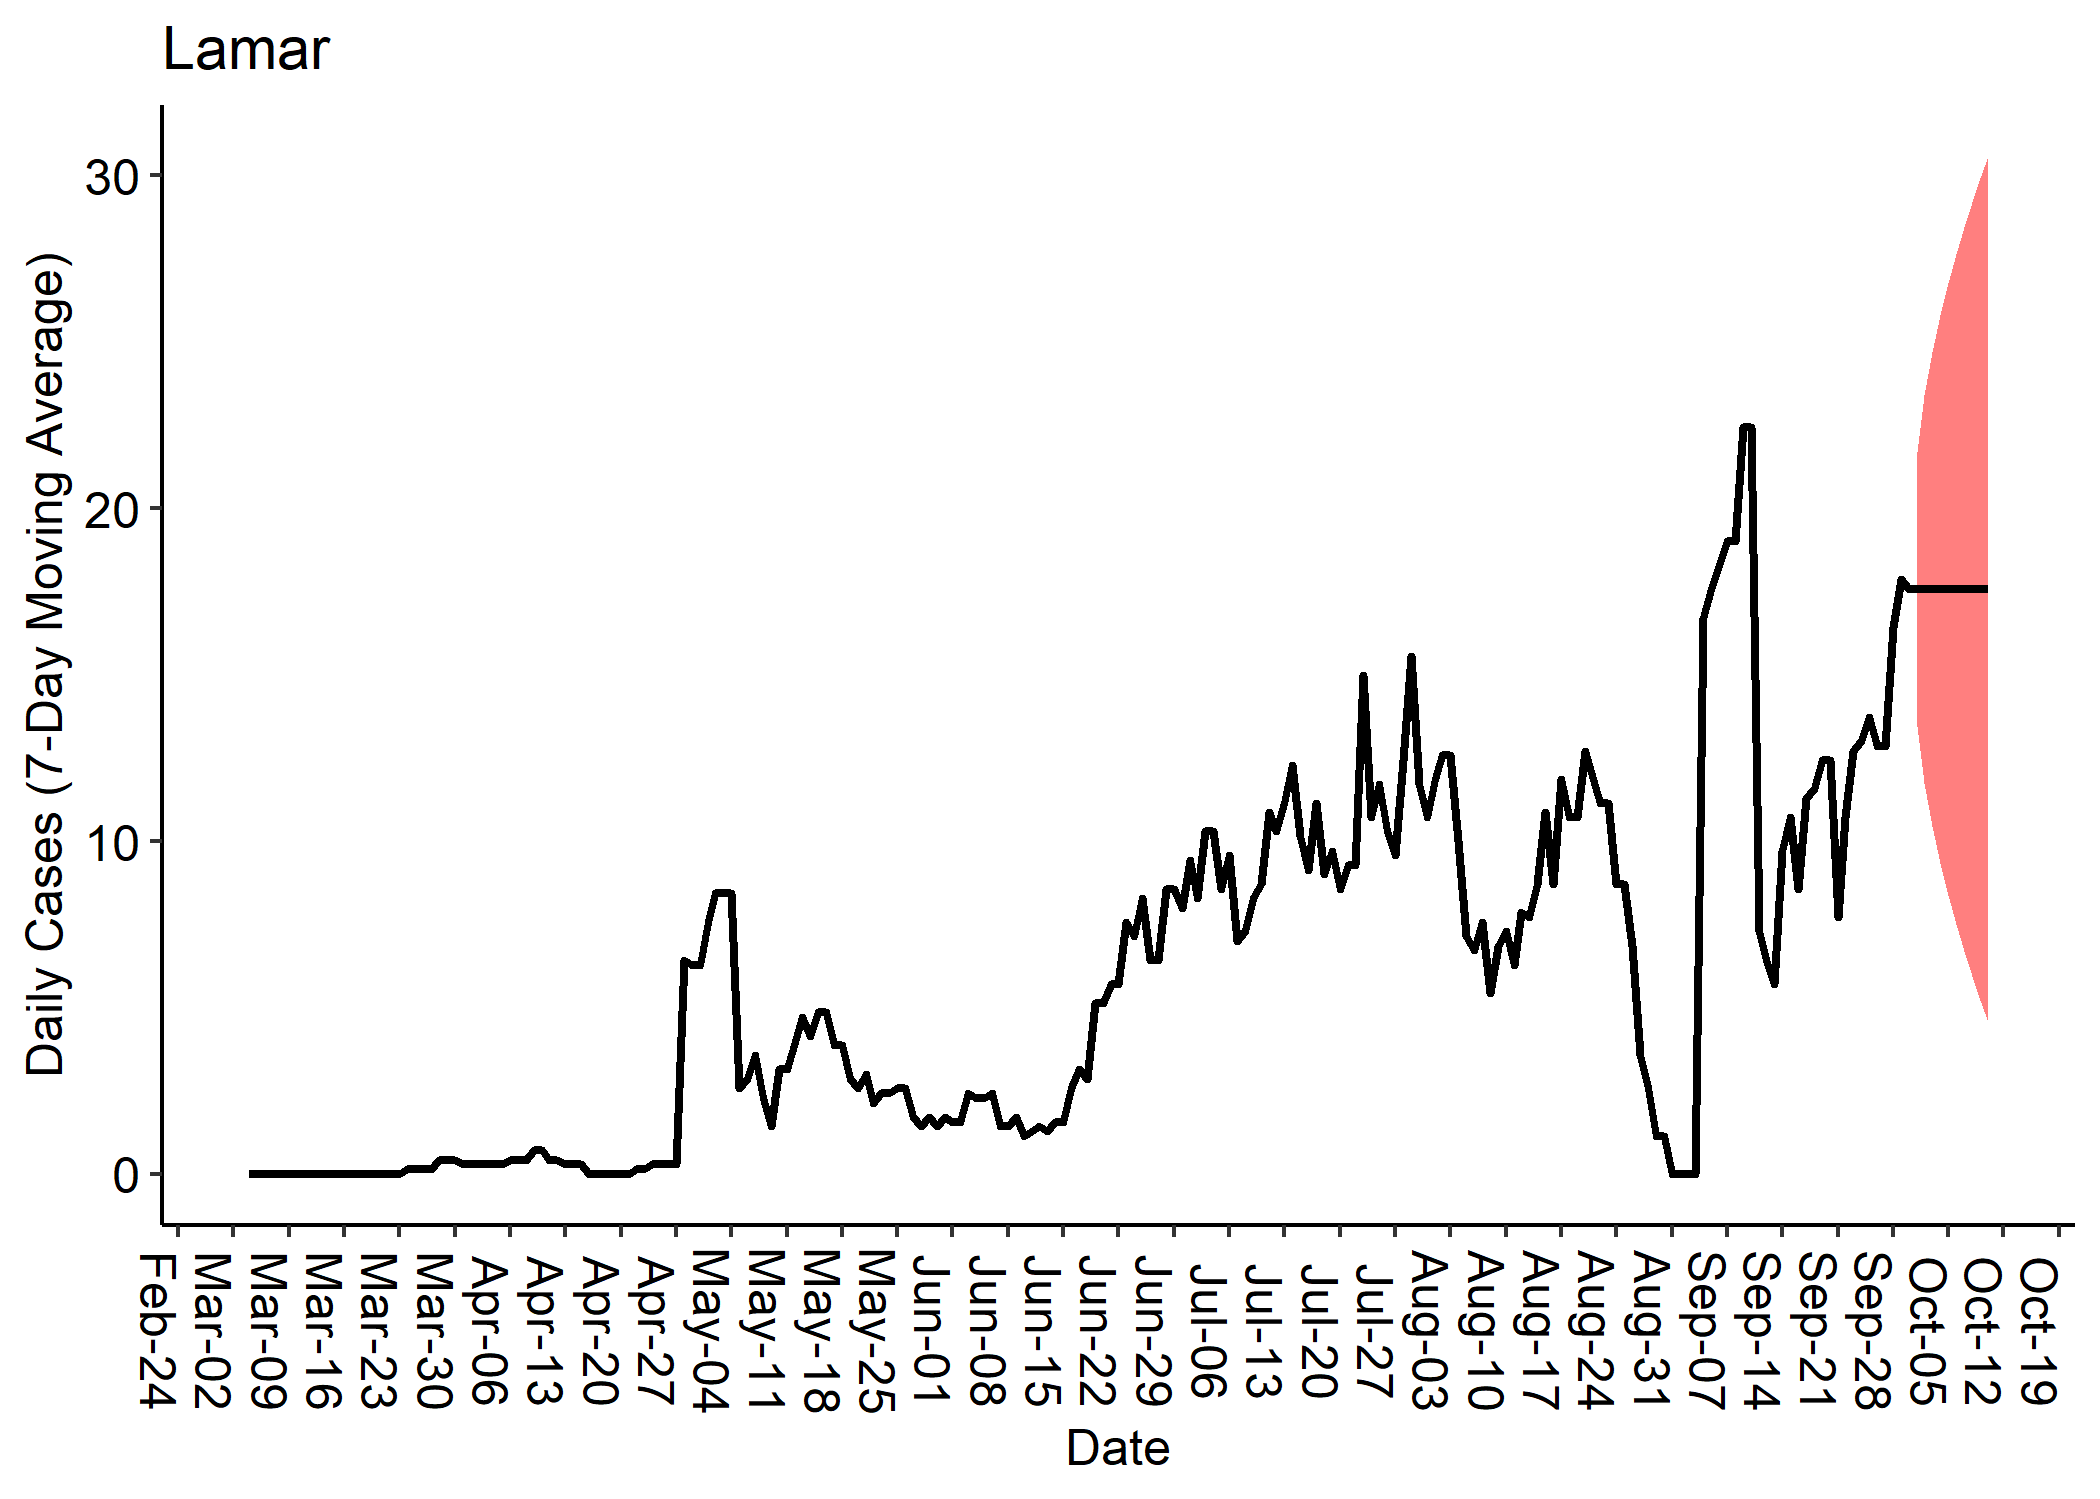 Lamar
Daily Cases (7-Day Moving Average)
30
20
10
0
Feb-24
Mar-02
Mar-09
Mar-16
Mar-23
Mar-30
Apr-06
Apr-13
Apr-20
Apr-27
May-04
May-11
May-18
May-25
Jun-01
Jun-08
Jun-15
Jun-22
Jun-29
Jul-06
Jul-13
Jul-20
Jul-27
Aug-03
Aug-10
Aug-17
Aug-24
Aug-31
Sep-07
Sep-14
Sep-21
Sep-28
Oct-05
Oct-12
Oct-19
Date